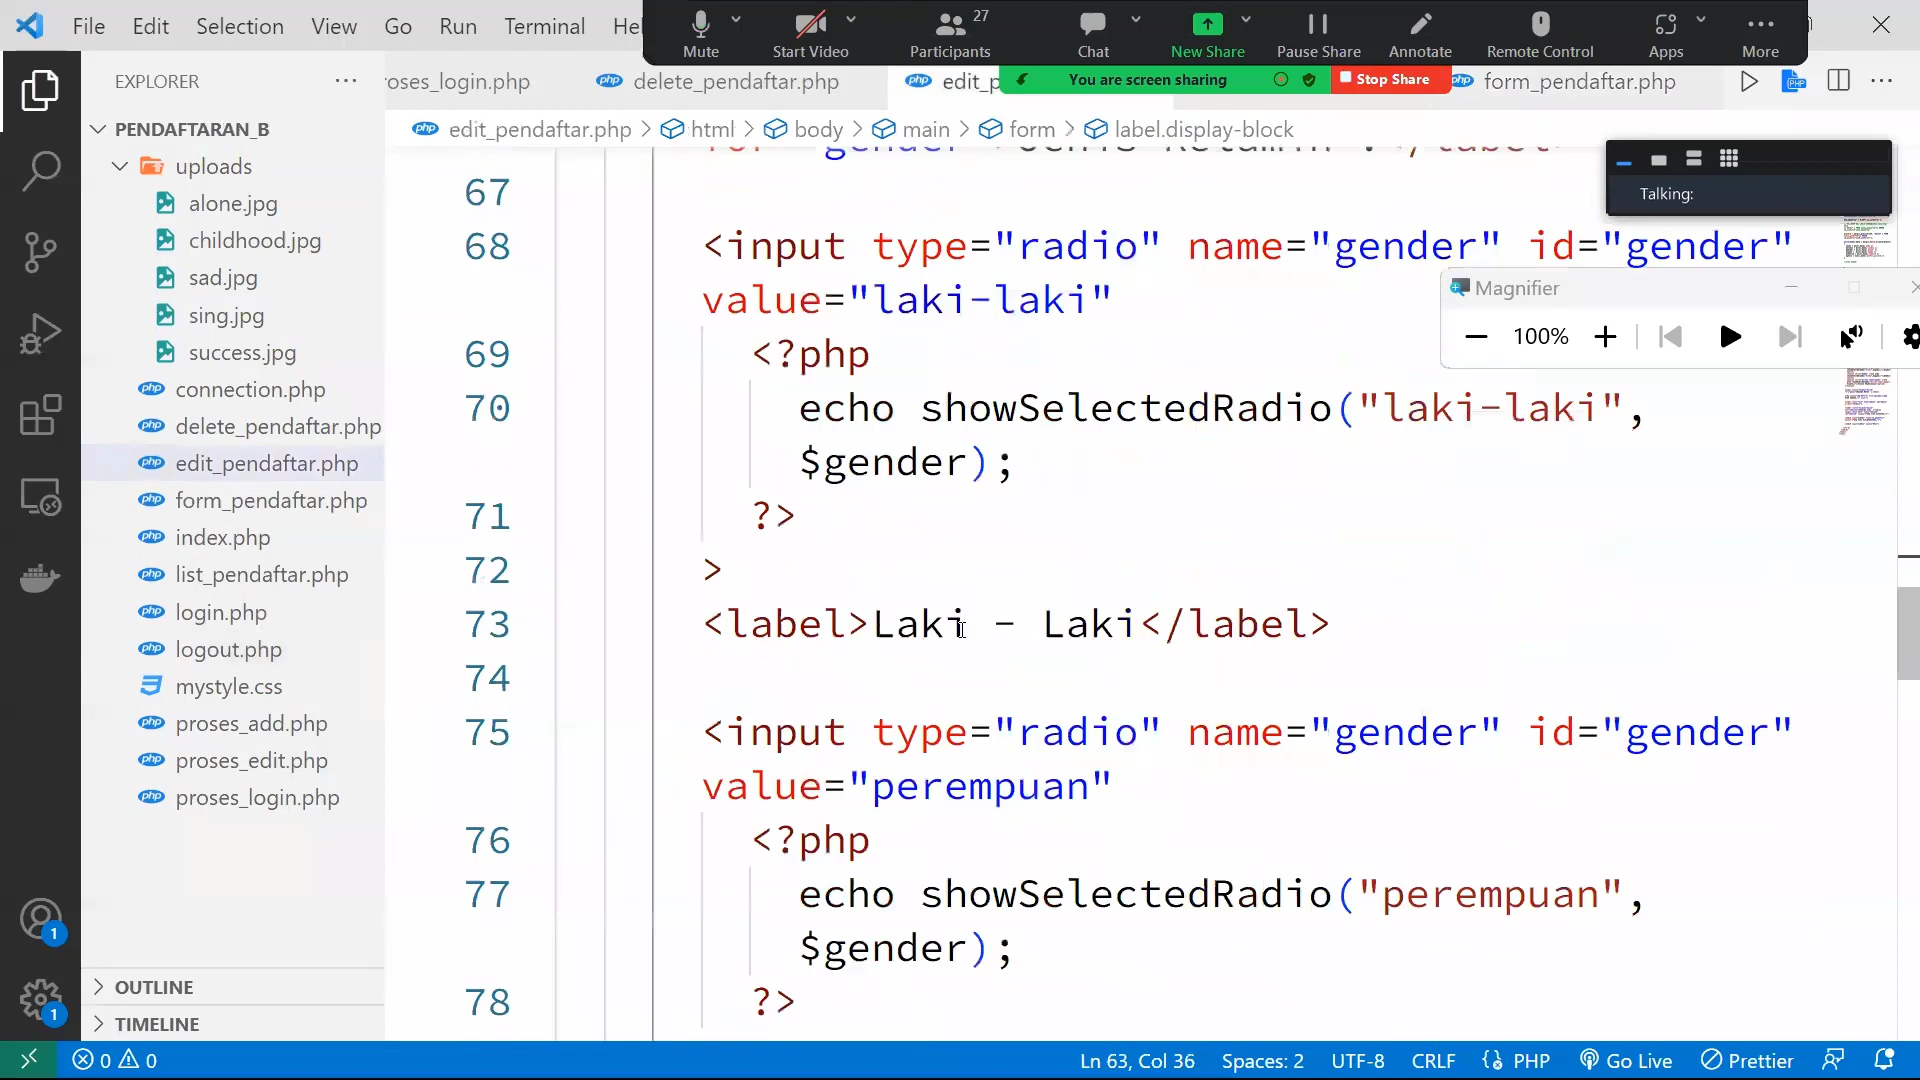 File Edit Selection View Go Run Terminal
Mute Start Video Participants 27 Chat New Share Pause Share Annotate Remote Control Apps More
You are screen sharing Stop Share
EXPLORER
delete_pendaftar.php
form_pendaftar.php
edit_pendaftar.php > html > body > main > form > label.display-block
Talking:
Magnifier
100%
PENDAFTARAN_B
uploads
alone.jpg
childhood.jpg
sad.jpg
sing.jpg
success.jpg
connection.php
delete_pendaftar.php
edit_pendaftar.php
form_pendaftar.php
index.php
list_pendaftar.php
login.php
logout.php
mystyle.css
proses_add.php
proses_edit.php
proses_login.php
OUTLINE
TIMELINE
67
68 <input type="radio" name="gender" id="gender"
value="laki-laki"
69 <?php
70 echo showSelectedRadio("laki-laki",
$gender);
71 ?>
72 >
73 <label>Laki - Laki</label>
74
75 <input type="radio" name="gender" id="gender"
value="perempuan"
76 <?php
77 echo showSelectedRadio("perempuan",
$gender);
78 ?>
1
1
0 0 Ln 63, Col 36 Spaces: 2 UTF-8 CRLF PHP Go Live Prettier